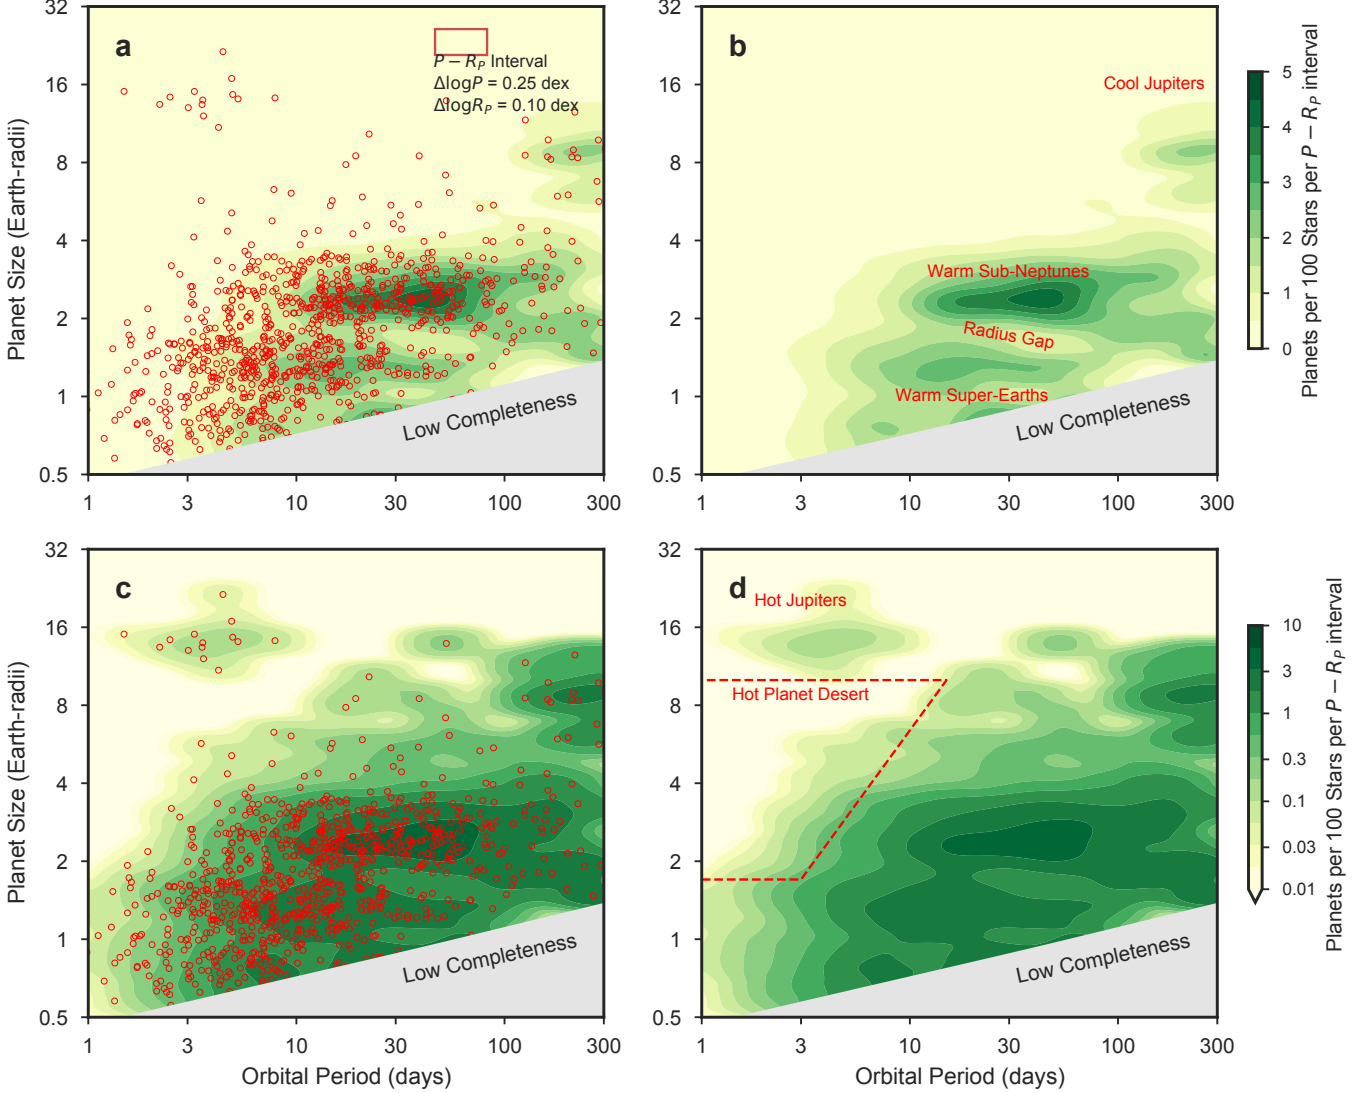 a
32
16
8
4
2
1
0.5
Planet Size (Earth-radii)
P − R_P Interval
ΔlogP = 0.25 dex
ΔlogR_P = 0.10 dex
Low Completeness
1 3 10 30 100 300
b
32
16
8
4
2
1
0.5
Cool Jupiters
Warm Sub-Neptunes
Radius Gap
Warm Super-Earths
Low Completeness
1 3 10 30 100 300
5
4
3
2
1
0
Planets per 100 Stars per P − R_P interval
c
32
16
8
4
2
1
0.5
Planet Size (Earth-radii)
Low Completeness
1 3 10 30 100 300
Orbital Period (days)
d
32
16
8
4
2
1
0.5
Hot Jupiters
Hot Planet Desert
Low Completeness
1 3 10 30 100 300
Orbital Period (days)
10
3
1
0.3
0.1
0.03
0.01
Planets per 100 Stars per P − R_P interval